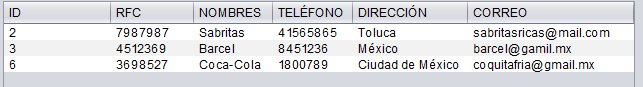 ID RFC NOMBRES TELÉFONO DIRECCIÓN CORREO
2 7987987 Sabritas 41565865 Toluca sabritasricas@mail.com
3 4512369 Barcel 8451236 México barcel@gamil.mx
6 3698527 Coca-Cola 1800789 Ciudad de México coquitafria@gmail.mx